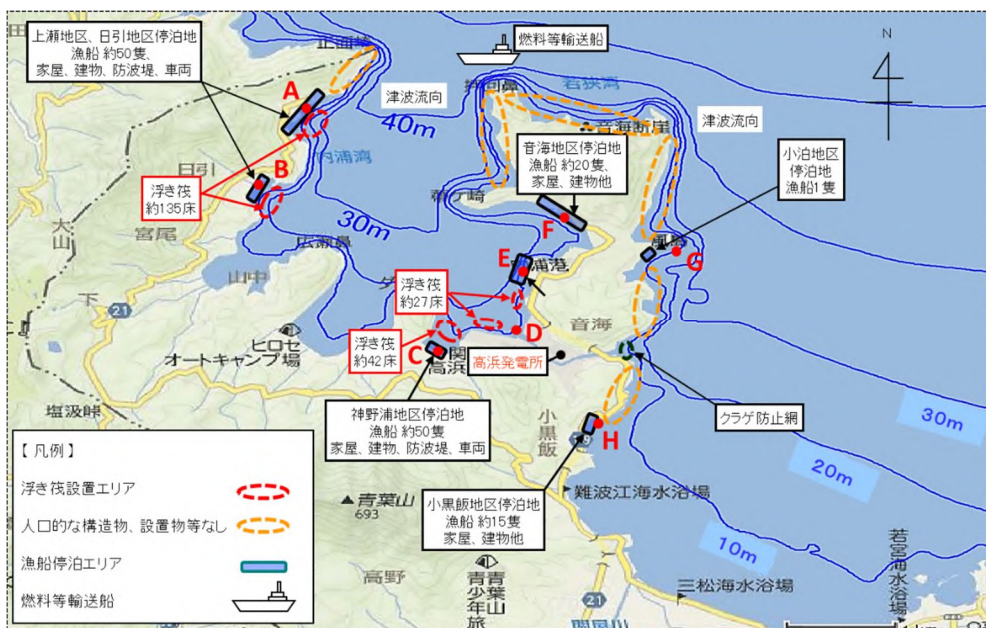 上瀬地区、日引地区停泊地
漁船 約50隻、
家屋、建物、防波堤、車両
燃料等輸送船
N
津波流向
若狭湾
40m
音海断崖
津波流向
A
内浦湾
日引
B
音海地区停泊地
漁船 約20隻、
家屋、建物他
小泊地区
停泊地
漁船1隻
浮き筏
約135床
大山
宮尾
30m
F
広瀬鼻
G
山中
E
下
21
浮き筏
約27床
音海
D
ヒロセ
オートキャンプ場
浮き筏
約42床
C
高浜
高浜発電所
塩汲峠
神野浦地区停泊地
漁船 約50隻
家屋、建物、防波堤、車両
小黒飯
クラゲ防止網
30m
H
20m
難波江海水浴場
【 凡例 】
浮き筏設置エリア
人口的な構造物、設置物等なし
漁船停泊エリア
燃料等輸送船
青葉山
693
小黒飯地区停泊地
漁船 約15隻
家屋、建物他
10m
高野
青葉山
青少年旅
21
三松海水浴場
若宮海水浴場